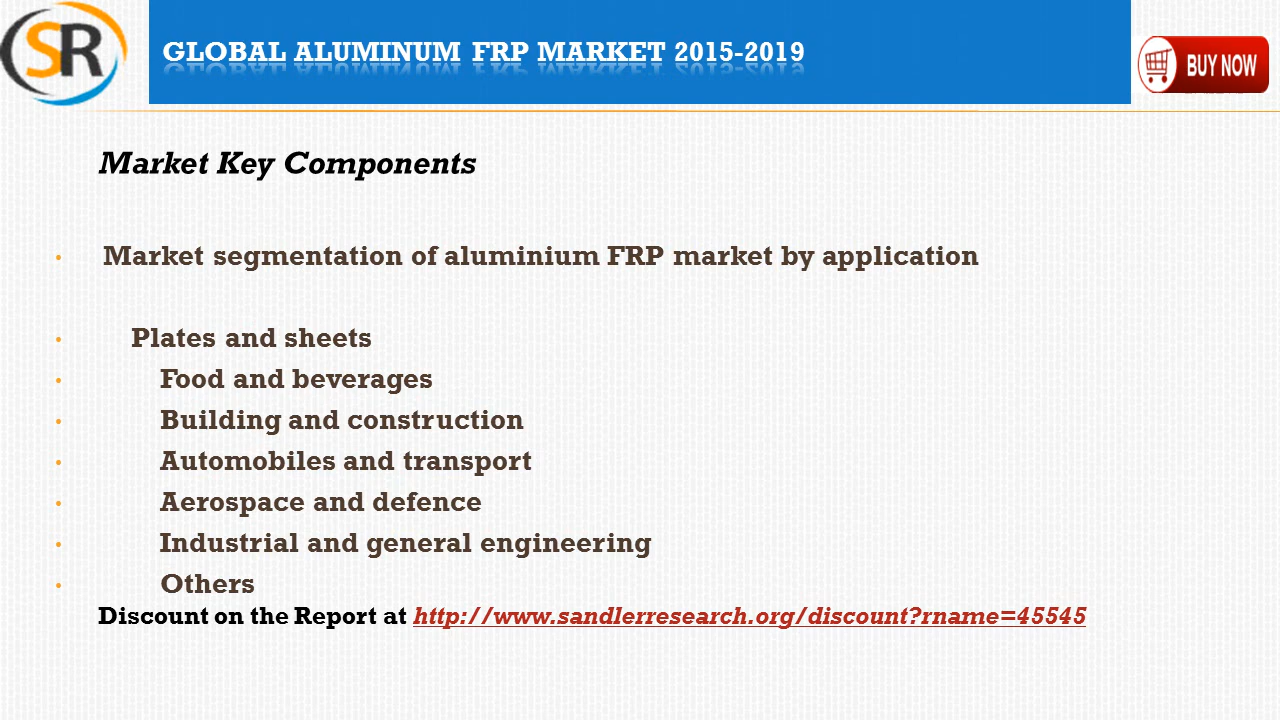 SR
GLOBAL ALUMINUM FRP MARKET 2015-2019
BUY NOW
Market Key Components
• Market segmentation of aluminium FRP market by application
• Plates and sheets
• Food and beverages
• Building and construction
• Automobiles and transport
• Aerospace and defence
• Industrial and general engineering
• Others
Discount on the Report at http://www.sandlerresearch.org/discount?rname=45545